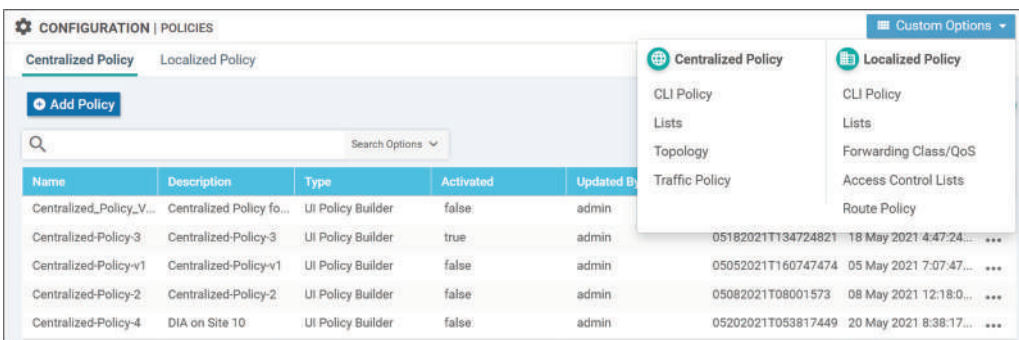 CONFIGURATION | POLICIES
Custom Options
Centralized Policy Localized Policy
Add Policy
Search Options
Centralized Policy
CLI Policy
Lists
Topology
Traffic Policy
Localized Policy
CLI Policy
Lists
Forwarding Class/QoS
Access Control Lists
Route Policy
Name Description Type Activated Updated By
Centralized_Policy_V... Centralized Policy fo... UI Policy Builder false admin
Centralized-Policy-3 Centralized-Policy-3 UI Policy Builder true admin 05182021T134724821 18 May 2021 4:47:24... •••
Centralized-Policy-v1 Centralized-Policy-v1 UI Policy Builder false admin 05052021T160747474 05 May 2021 7:07:47... •••
Centralized-Policy-2 Centralized-Policy-2 UI Policy Builder false admin 05082021T08001573 08 May 2021 12:18:0... •••
Centralized-Policy-4 DIA on Site 10 UI Policy Builder false admin 05202021T053817449 20 May 2021 8:38:17... •••